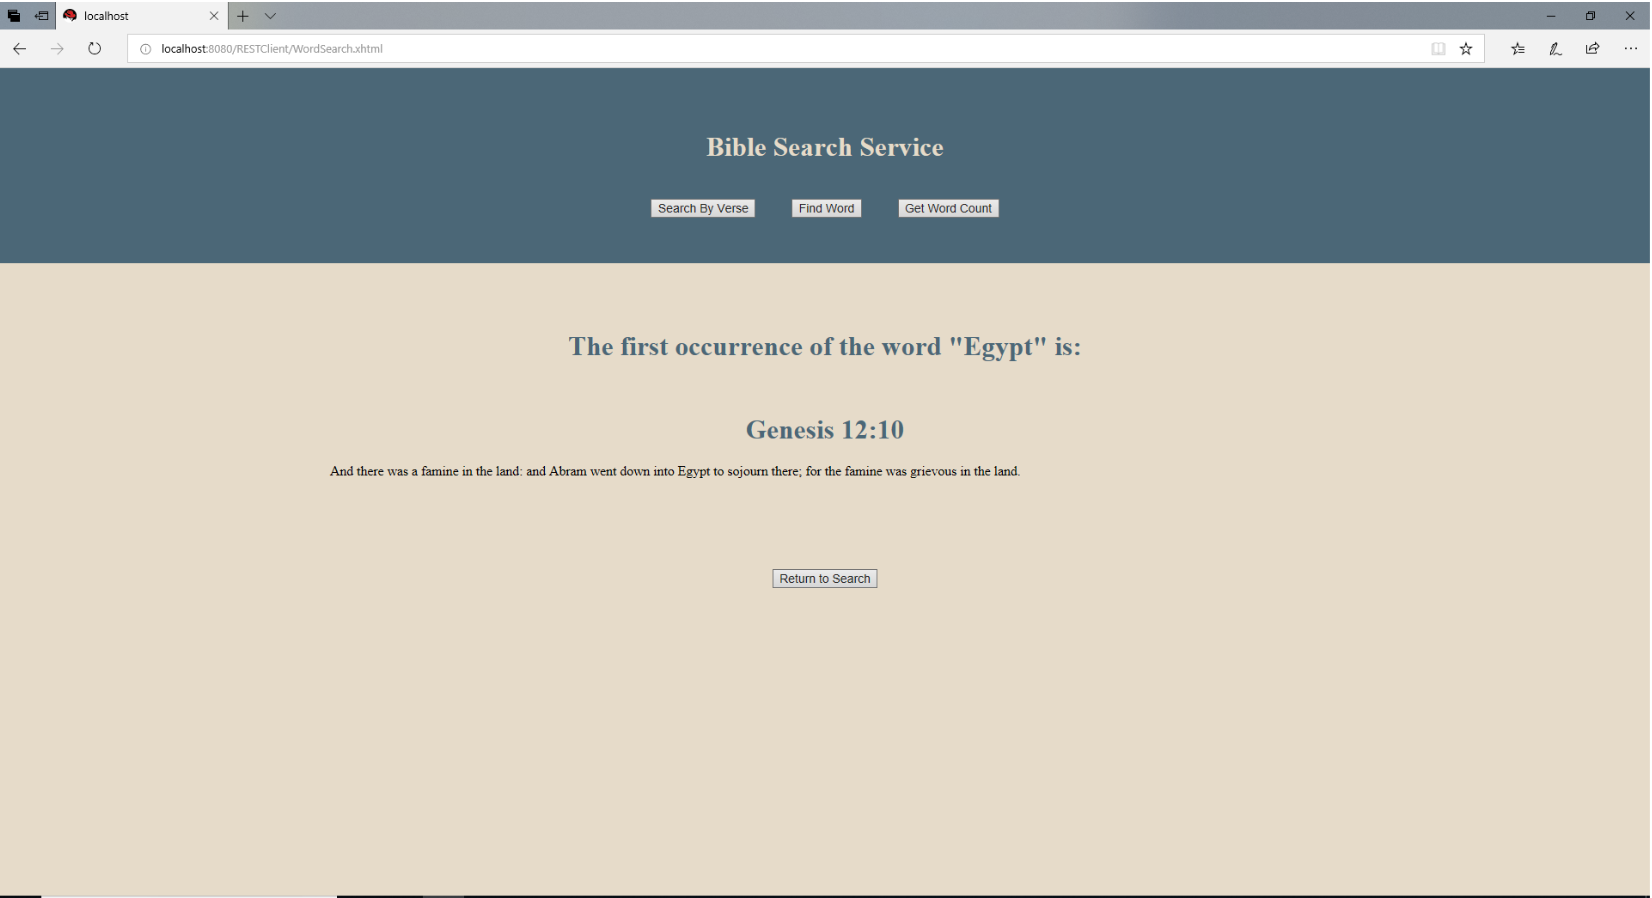 localhost
localhost:8080/RESTClient/WordSearch.xhtml
Bible Search Service
Search By Verse Find Word Get Word Count
The first occurrence of the word "Egypt" is:
Genesis 12:10
And there was a famine in the land: and Abram went down into Egypt to sojourn there; for the famine was grievous in the land.
Return to Search